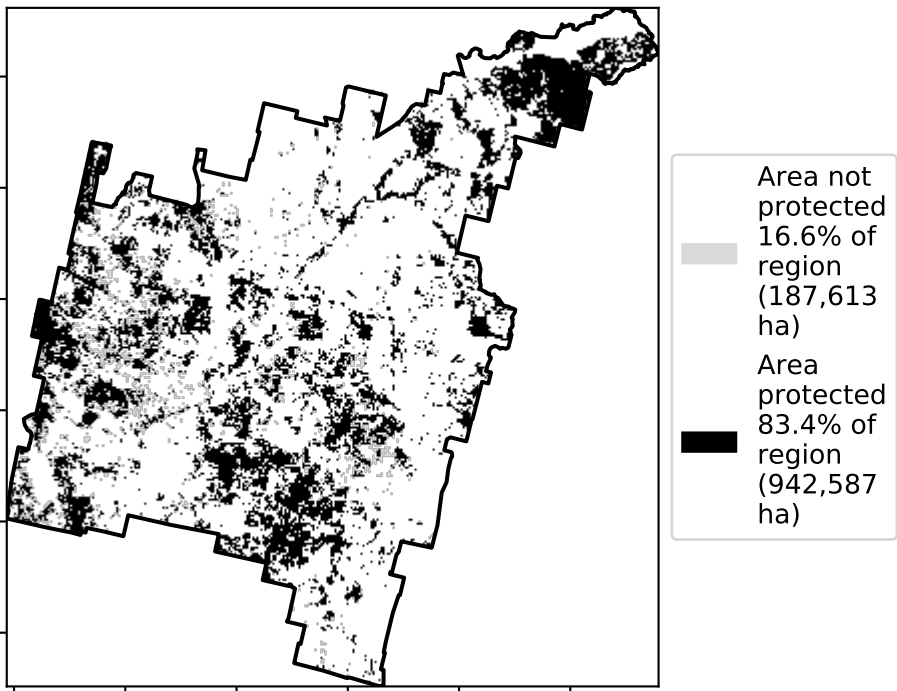 Area not
protected
16.6% of
region
(187,613
ha)
Area
protected
83.4% of
region
(942,587
ha)